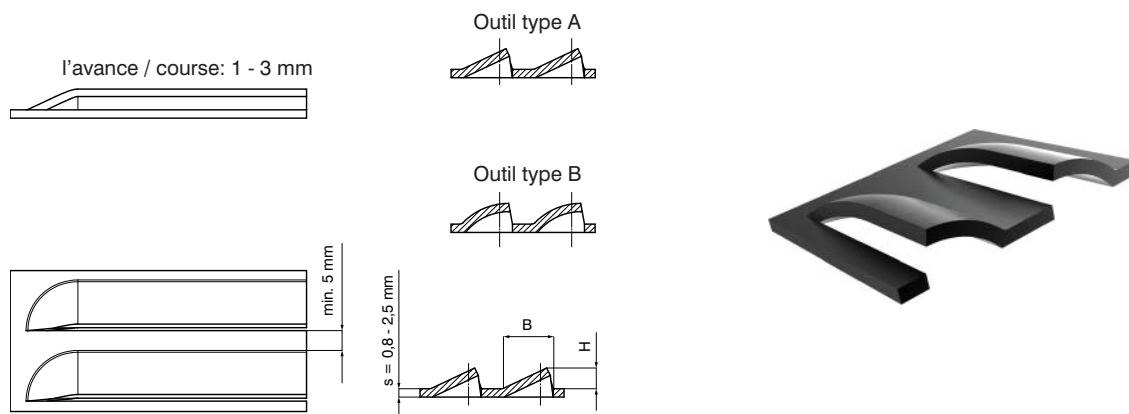 Outil type A
l'avance / course: 1 - 3 mm
Outil type B
min. 5 mm
s = 0,8 - 2,5 mm
B
H